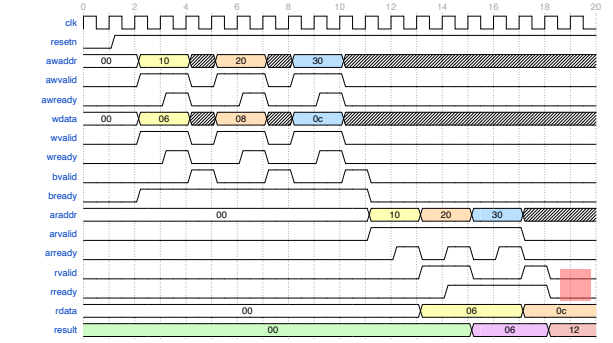 0 2 4 6 8 10 12 14 16 18 20
clk
resetn
awaddr 00 10 20 30
awvalid
awready
wdata 00 06 08 0c
wvalid
wready
bvalid
bready
araddr 00 10 20 30
arvalid
arready
rvalid
rready
rdata 00 06 0c
result 00 06 12